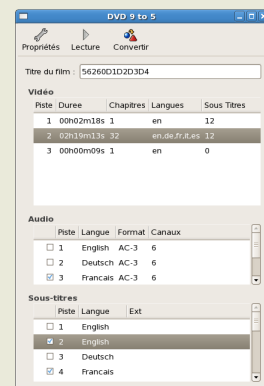 DVD 9 to 5
Propriétés Lecture Convertir
Titre du film : 56260D1D2D3D4
Vidéo
Piste Duree Chapitres Langues Sous Titres
1 00h02m18s 1 en 12
2 02h19m13s 32 en,de,fr,it,es 12
3 00h00m09s 1 en 0
Audio
Piste Langue Format Canaux
1 English AC-3 6
2 Deutsch AC-3 6
3 Francais AC-3 6
Sous-titres
Piste Langue Ext
1 English
2 English
3 Deutsch
4 Francais